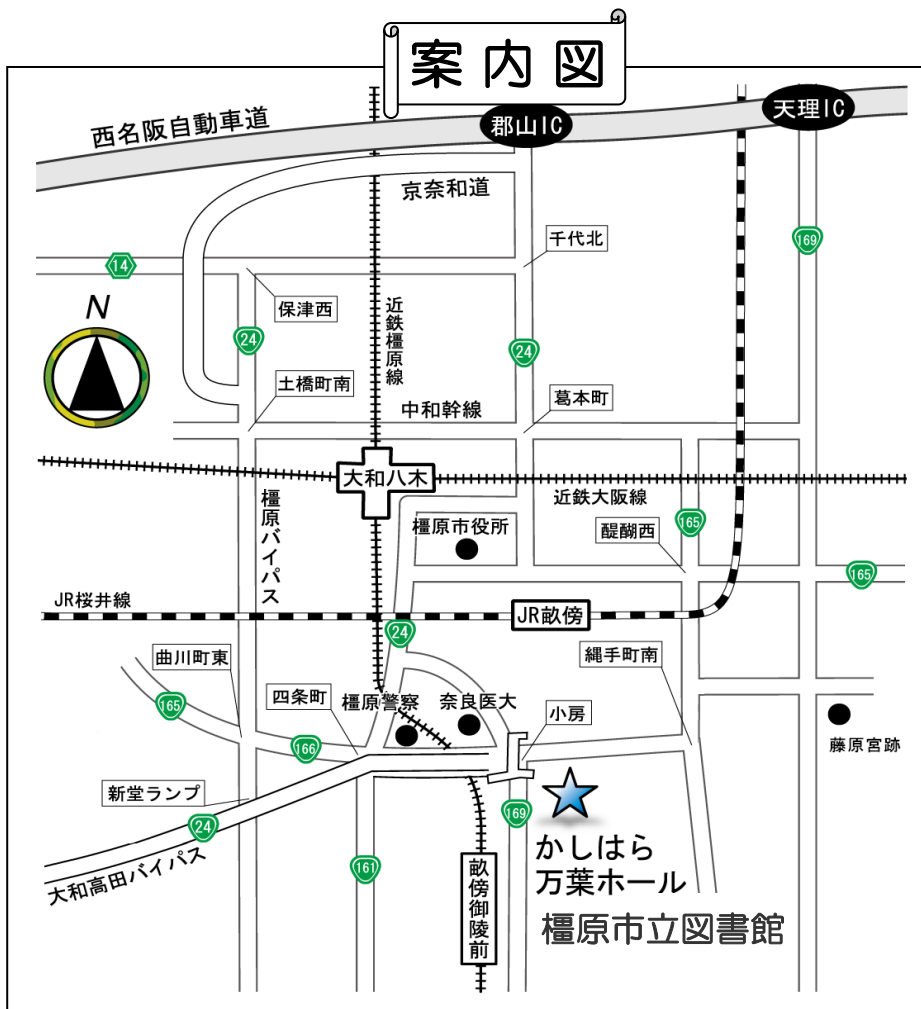 案内図
西名阪自動車道
郡山IC
天理IC
京奈和道
千代北
169
14
保津西
N
近鉄橿原線
24
24
土橋町南
葛本町
中和幹線
大和八木
近鉄大阪線
橿原バイパス
橿原市役所
165
醍醐西
165
JR桜井線
JR畝傍
24
曲川町東
縄手町南
四条町
橿原警察
奈良医大
165
小房
166
藤原宮跡
新堂ランプ
24
大和高田バイパス
161
169
畝傍御陵前
かしはら
万葉ホール
橿原市立図書館